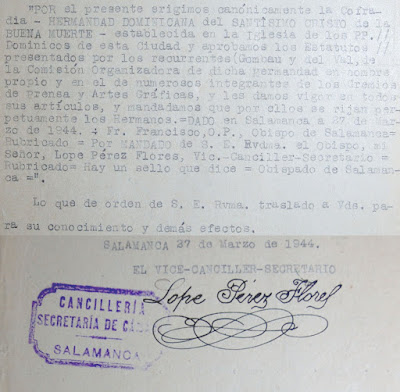 "POR el presente erigimos canónicamente la Cofra-
dia - HERMANDAD DOMINICANA del SANTÍSIMO CRISTO de la
BUENA MUERTE - establecida en la Iglesia de los PP.
Dominicos de esta Ciudad y aprobamos los Estatutos
presentados por los recurrentes (Gombau y del Val, de
la Comisión Organizadora de dicha hermandad en nombre
propio y en el de numerosos integrantes de los Gremios
de Prensa y Artes Gráficas, y les damos vigor en todos
sus artículos, y mandamos que por ellos se rijan per-
petuamente los Hermanos.=DADO en Salamanca a 27 de Mar-
zo de 1944. = Fr. Francisco,O.P., Obispo de Salamanca=
Rubricado = Por MANDADO de S. E. Rvdma. el Obispo, mi
Señor, Lope Pérez Flores, Vic.-Canciller-Secretario =
Rubricado= Hay un sello que dice = Obispado de Salaman-
ca =".
Lo que de orden de S. E. Rvma. traslado a Vds. pa-
ra su conocimiento y demás efectos.
SALAMANCA 27 de Marzo de 1944.
EL VICE-CANCILLER-SECRETARIO
Lope Pérez Flores
CANCILLERÍA
SECRETARÍA DE
SALAMANCA